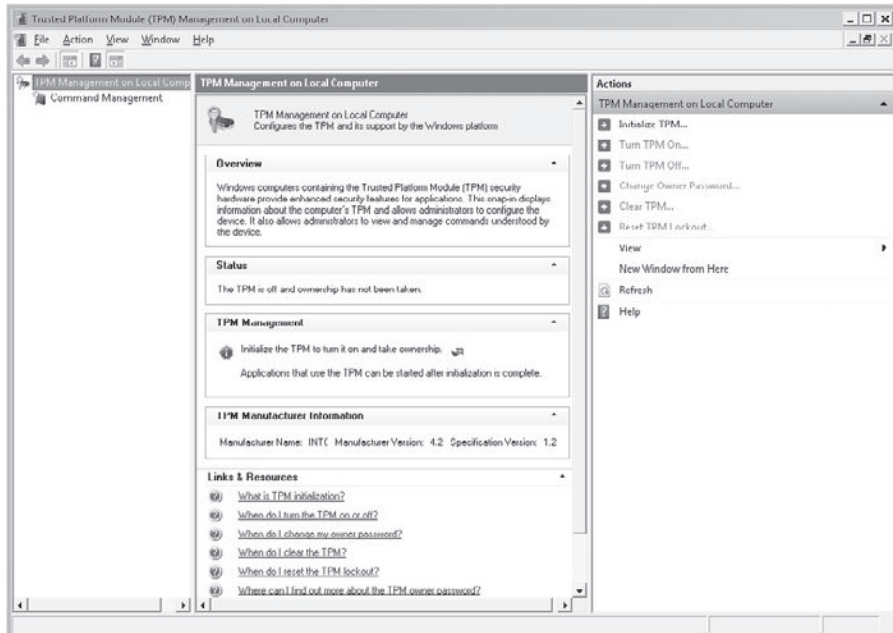 Trusted Platform Module (TPM) Management on Local Computer
File Action View Window Help
TPM Management on Local Comp
Command Management
TPM Management on Local Computer
TPM Management on Local Computer
Configures the TPM and its support by the Windows platform
Overview
Windows computers containing the Trusted Platform Module (TPM) security
hardware provide enhanced security features for applications. This snap-in displays
information about the computer's TPM and allows administrators to configure the
device. It also allows administrators to view and manage commands understood by
the device.
Status
The TPM is off and ownership has not been taken.
TPM Management
Initialize the TPM to turn it on and take ownership.
Applications that use the TPM can be started after initialization is complete.
TPM Manufacturer Information
Manufacturer Name: INTC Manufacturer Version: 4.2 Specification Version: 1.2
Links & Resources
What is TPM initialization?
When do I turn the TPM on or off?
When do I change my owner password?
When do I clear the TPM?
When do I reset the TPM lockout?
Where can I find out more about the TPM owner password?
Actions
TPM Management on Local Computer
Initialize TPM...
Turn TPM On...
Turn TPM Off...
Change Owner Password...
Clear TPM...
Reset TPM Lockout...
View
New Window from Here
Refresh
Help